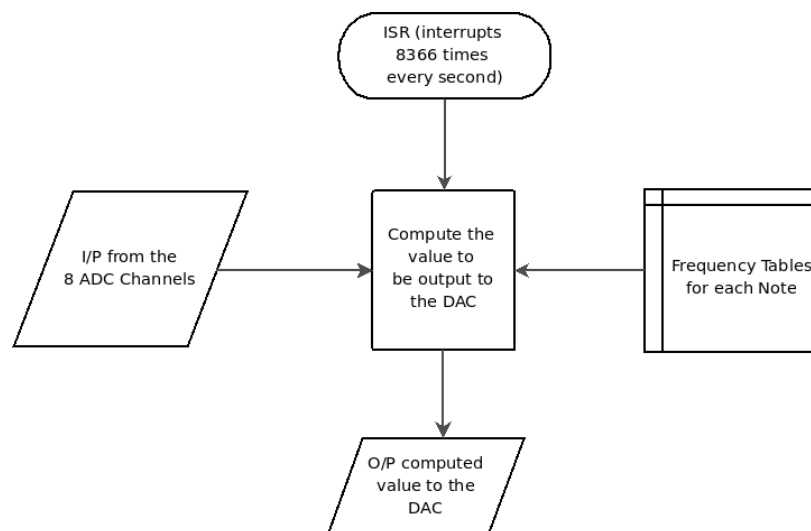 ISR (interrupts
8366 times
every second)
I/P from the
8 ADC Channels
Compute the
value to
be output to
the DAC
Frequency Tables
for each Note
O/P computed
value to the
DAC